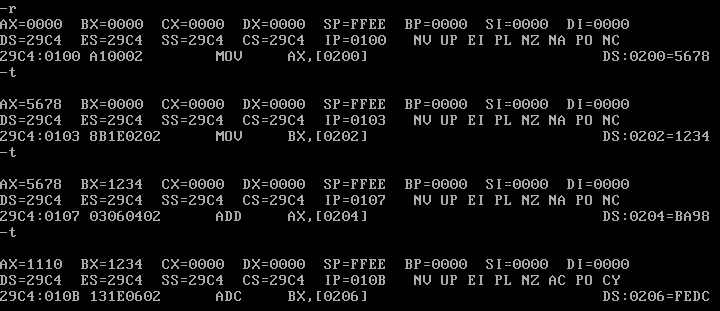 -r
AX=0000  BX=0000  CX=0000  DX=0000  SP=FFEE  BP=0000  SI=0000  DI=0000
DS=29C4  ES=29C4  SS=29C4  CS=29C4  IP=0100   NV UP EI PL NZ NA PO NC
29C4:0100 A10002        MOV     AX,[0200]                          DS:0200=5678
-t
AX=5678  BX=0000  CX=0000  DX=0000  SP=FFEE  BP=0000  SI=0000  DI=0000
DS=29C4  ES=29C4  SS=29C4  CS=29C4  IP=0103   NV UP EI PL NZ NA PO NC
29C4:0103 8B1E0202      MOV     BX,[0202]                          DS:0202=1234
-t
AX=5678  BX=1234  CX=0000  DX=0000  SP=FFEE  BP=0000  SI=0000  DI=0000
DS=29C4  ES=29C4  SS=29C4  CS=29C4  IP=0107   NV UP EI PL NZ NA PO NC
29C4:0107 03060402      ADD     AX,[0204]                          DS:0204=BA98
-t
AX=1110  BX=1234  CX=0000  DX=0000  SP=FFEE  BP=0000  SI=0000  DI=0000
DS=29C4  ES=29C4  SS=29C4  CS=29C4  IP=010B   NV UP EI PL NZ AC PO CY
29C4:010B 131E0602      ADC     BX,[0206]                          DS:0206=FEDC